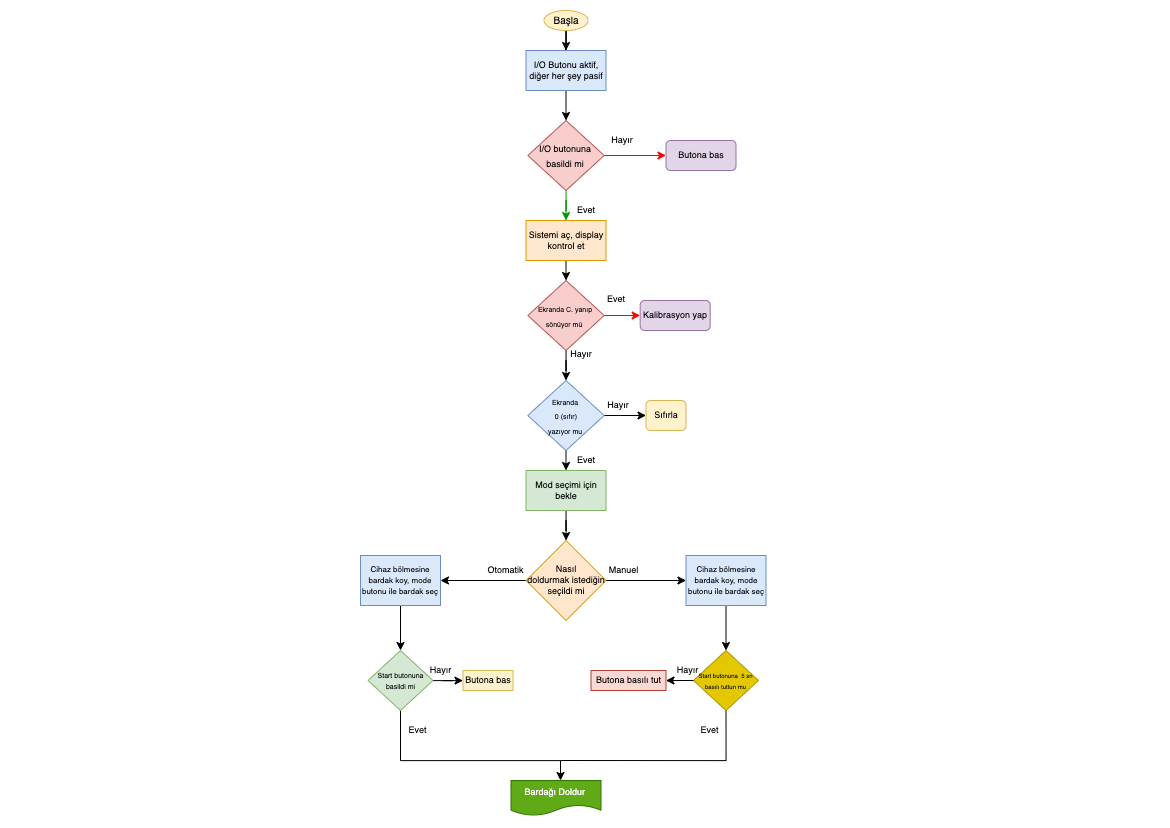 Başla
I/O Butonu aktif,
diğer her şey pasif
I/O butonuna
basildi mi
Hayır
Butona bas
Evet
Sistemi aç, display
kontrol et
Ekranda C. yanıp
sönüyor mü
Evet
Kalibrasyon yap
Hayır
Ekranda
0 (sıfır)
yazıyor mu
Hayır
Sıfırla
Evet
Mod seçimi için
bekle
Nasıl
doldurmak istediğin
seçildi mi
Otomatik
Manuel
Cihaz bölmesine
bardak koy, mode
butonu ile bardak seç
Cihaz bölmesine
bardak koy, mode
butonu ile bardak seç
Start butonuna
basildi mi
Hayır
Butona bas
Butona basılı tut
Hayır
Start butonuna 5 sn
basılı tuttun mu
Evet
Evet
Bardağı Doldur